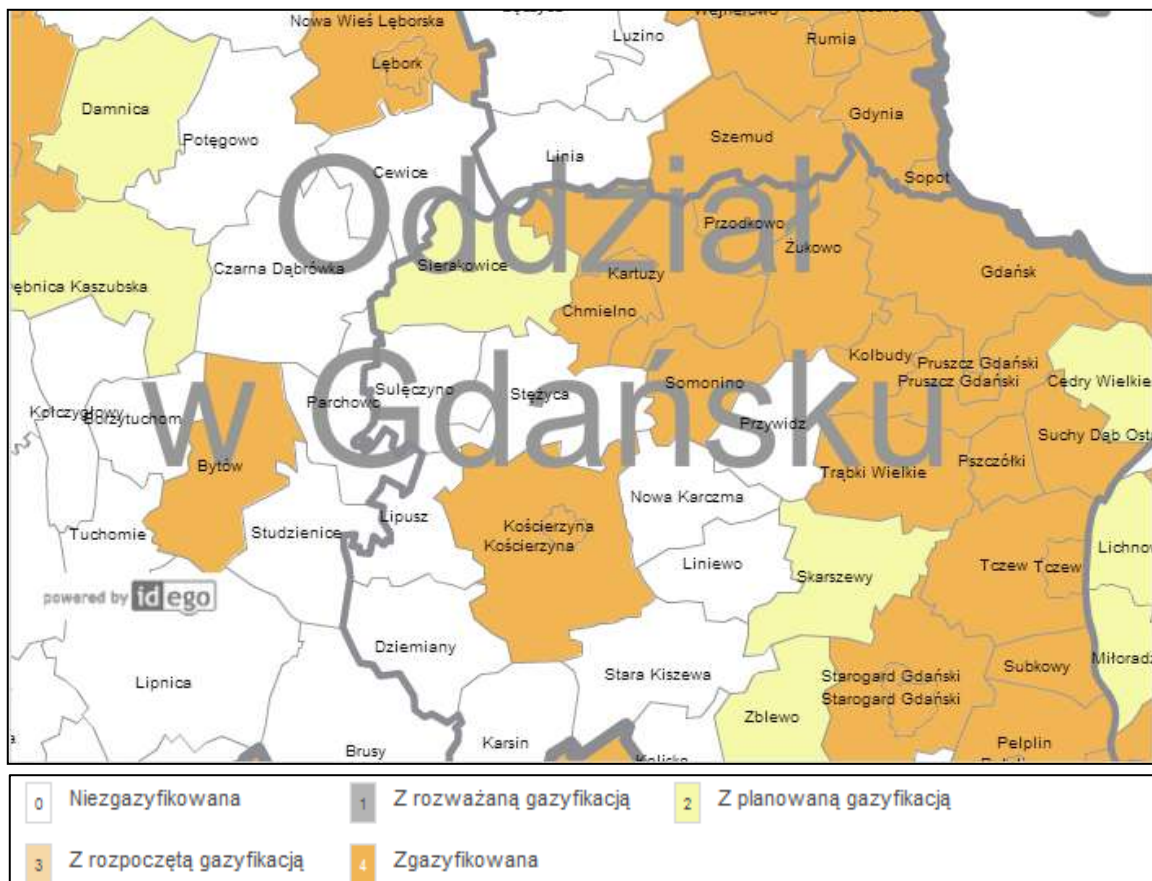 Nowa Wieś Lęborska
Luzino
Rumia
Lębork
Damnica
Gdynia
Potęgowo
Szemud
Linia
Cewice
Sopot
Oddział
Przodkowo
Żukowo
Sierakowice
Czarna Dąbrówka
Kartuzy
Gdańsk
Chmielno
Kolbudy
Pruszcz Gdański
Pruszcz Gdański
Cedry Wielkie
w Gdańsku
Somonino
Sulęczyno
Stężyca
Parchowo
Kołczygłowy
Borzytuchom
Przywidz
Suchy Dąb
Bytów
Trąbki Wielkie
Pszczółki
Nowa Karczma
Lipusz
Kościerzyna
Kościerzyna
Tuchomie
Studzienice
Liniewo
Skarszewy
Tczew Tczew
powered by idego
Dziemiany
Stara Kiszewa
Subkowy
Starogard Gdański
Starogard Gdański
Lipnica
Zblewo
Brusy
Karsin
Pelplin
0 Niezgazyfikowana
1 Z rozważaną gazyfikacją
2 Z planowaną gazyfikacją
3 Z rozpoczętą gazyfikacją
4 Zgazyfikowana